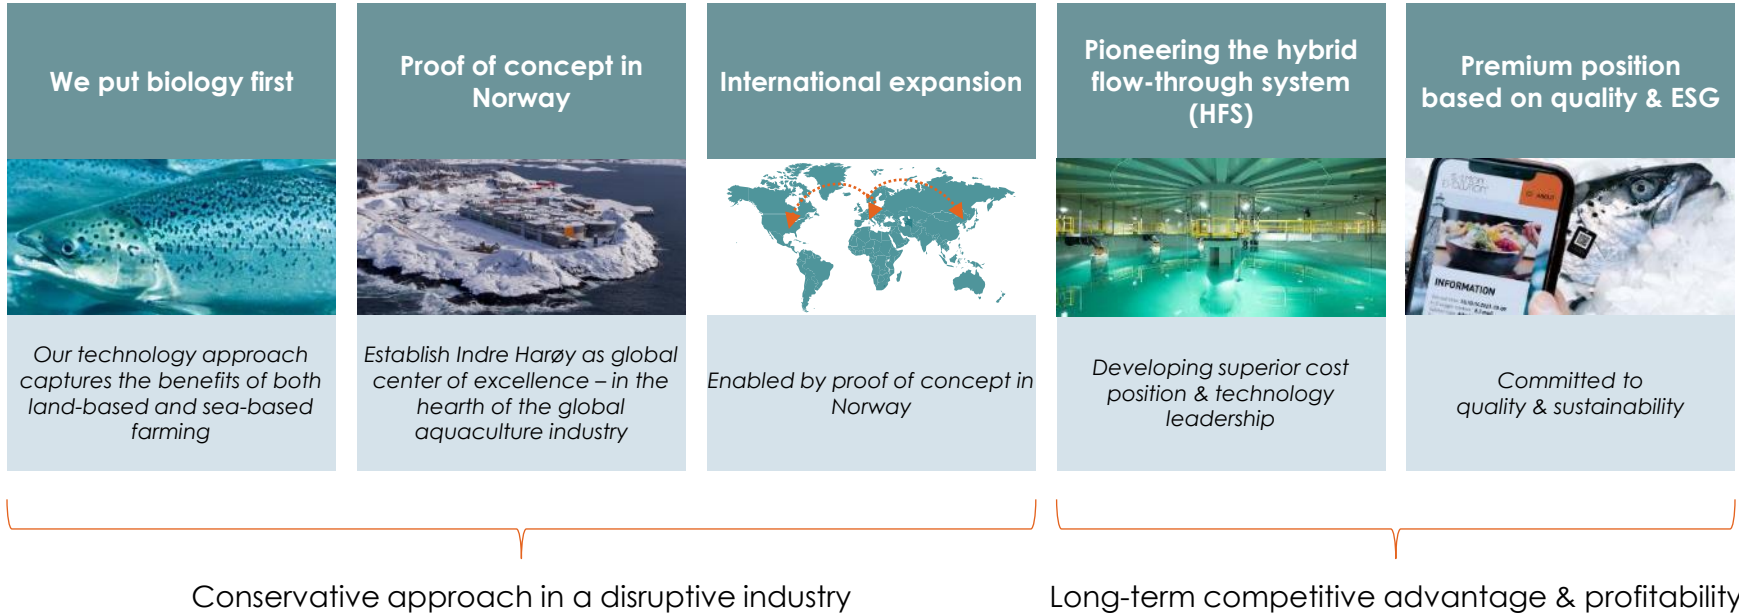 We put biology first
Proof of concept in
Norway
International expansion
Pioneering the hybrid
flow-through system
(HFS)
Premium position
based on quality & ESG
SALMON
EVOLUTION
ABOUT
INFORMATION
Our technology approach
captures the benefits of both
land-based and sea-based
farming
Establish Indre Harøy as global
center of excellence – in the
hearth of the global
aquaculture industry
Enabled by proof of concept in
Norway
Developing superior cost
position & technology
leadership
Committed to
quality & sustainability
Conservative approach in a disruptive industry
Long-term competitive advantage & profitability